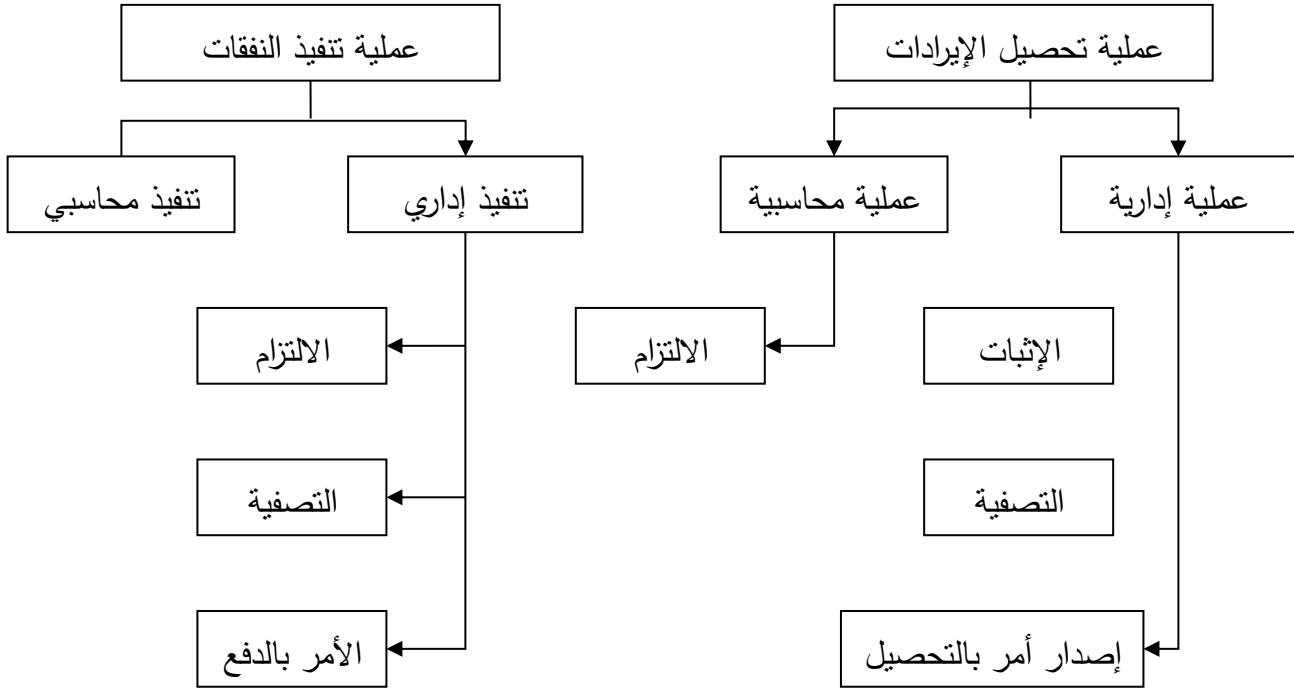 عملية تحصيل الإيرادات
عملية تنفيذ النفقات
عملية إدارية
عملية محاسبية
تنفيذ إداري
تنفيذ محاسبي
الإثبات
الالتزام
الالتزام
التصفية
التصفية
إصدار أمر بالتحصيل
الأمر بالدفع